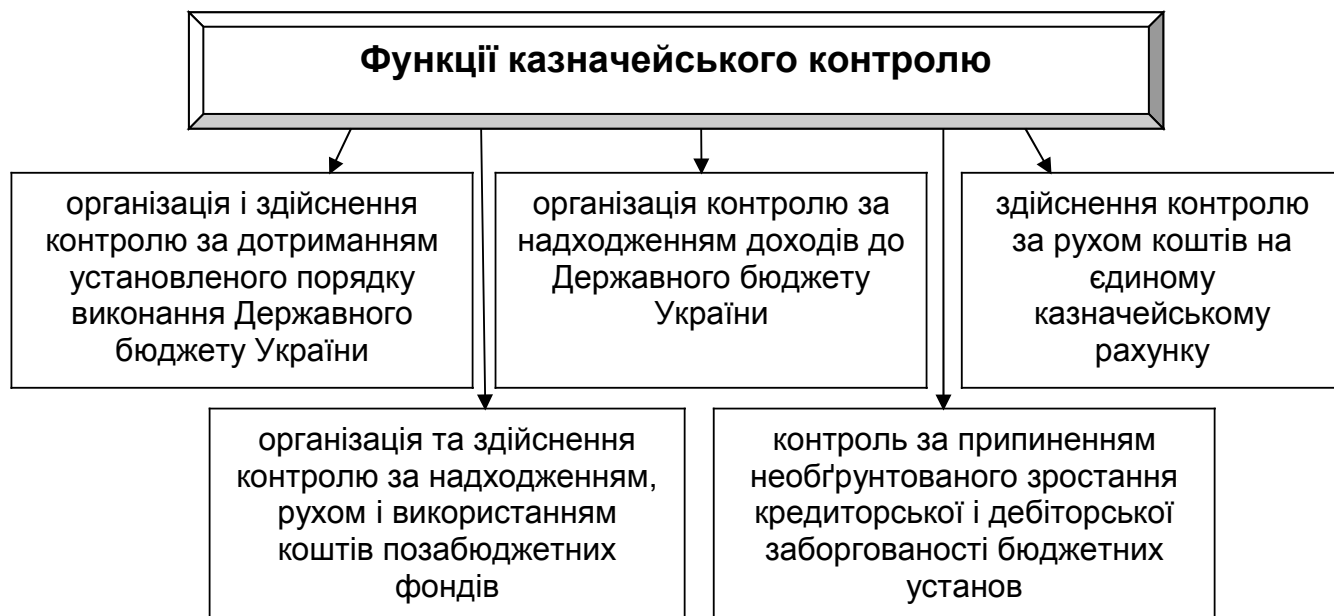 Функції казначейського контролю
організація і здійснення
контролю за дотриманням
установленого порядку
виконання Державного
бюджету України
організація контролю за
надходженням доходів до
Державного бюджету
України
здійснення контролю
за рухом коштів на
єдиному
казначейському
рахунку
організація та здійснення
контролю за надходженням,
рухом і використанням
коштів позабюджетних
фондів
контроль за припиненням
необґрунтованого зростання
кредиторської і дебіторської
заборгованості бюджетних
установ